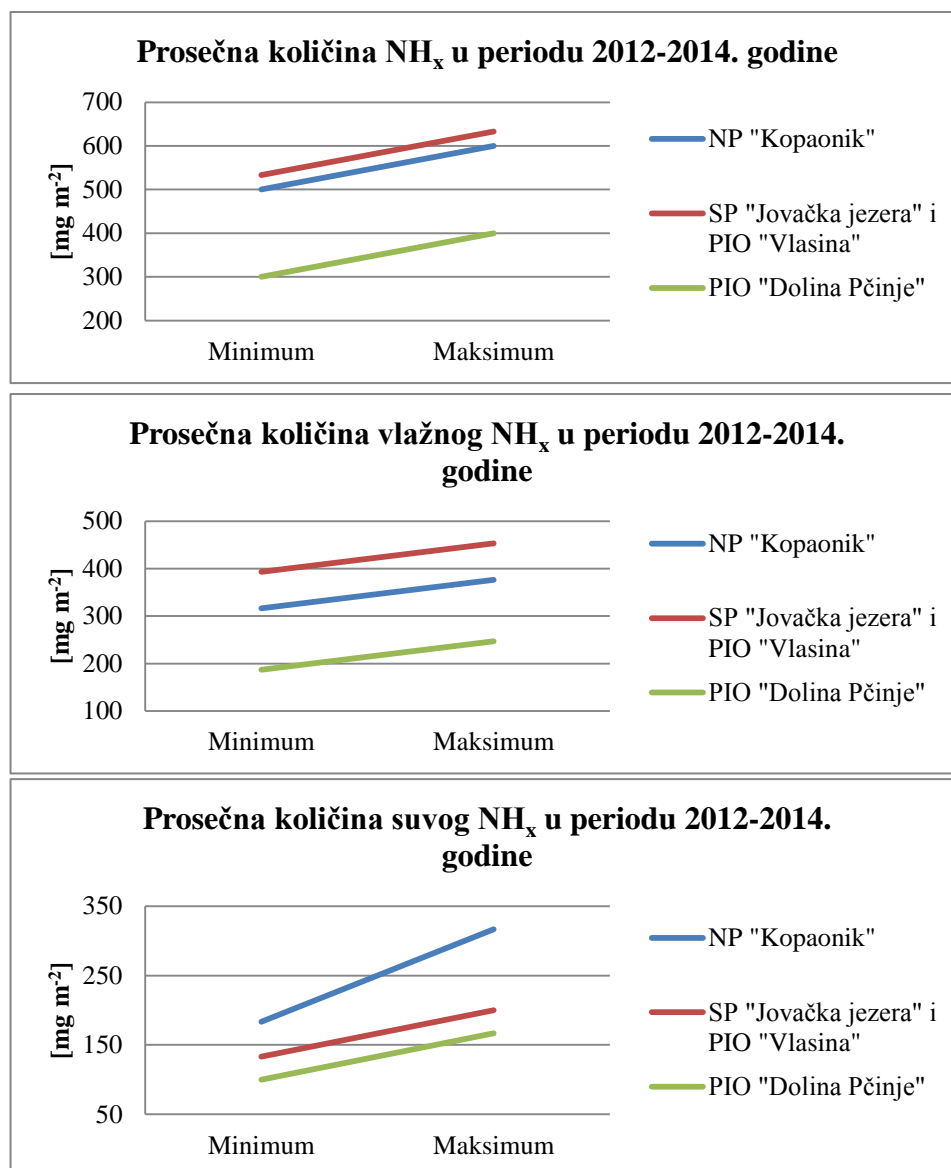 Prosečna količina NHx u periodu 2012-2014. godine
700
600
500
400
300
200
[mg m-2]
Minimum
Maksimum
NP "Kopaonik"
SP "Jovačka jezera" i
PIO "Vlasina"
PIO "Dolina Pčinje"
Prosečna količina vlažnog NHx u periodu 2012-2014.
godine
500
400
300
200
100
[mg m-2]
Minimum
Maksimum
NP "Kopaonik"
SP "Jovačka jezera" i
PIO "Vlasina"
PIO "Dolina Pčinje"
Prosečna količina suvog NHx u periodu 2012-2014.
godine
350
250
150
50
[mg m-2]
Minimum
Maksimum
NP "Kopaonik"
SP "Jovačka jezera" i
PIO "Vlasina"
PIO "Dolina Pčinje"